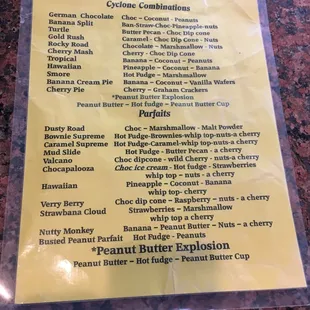 Cyclone Combinations
German Chocolate Choc – Coconut - Peanuts
Banana Split Ban-Straw-Choc-Pineapple-nuts
Turtle Butter Pecan - Choc Dip cone
Gold Rush Caramel - Choc Dip Cone - Nuts
Rocky Road Chocolate – Marshmallow - Nuts
Cherry Mash Cherry – Choc Dip Cone
Tropical Banana – Coconut – Peanuts
Hawaiian Pineapple – Coconut – Banana
Smore Hot Fudge – Marshmallow
Banana Cream Pie Banana – Coconut – Vanilla Wafers
Cherry Pie Cherry – Graham Crackers
*Peanut Butter Explosion
Peanut Butter – Hot fudge – Peanut Butter Cup
Parfaits
Dusty Road Choc – Marshmallow - Malt Powder
Bownie Supreme Hot Fudge-Brownies-whip top-nuts-a cherry
Caramel Supreme Hot Fudge-Caramel-whip top-nuts-a cherry
Mud Slide Hot Fudge - Butter Pecan - a cherry
Valcano Choc dipcone - wild Cherry - nuts-a cherry
Chocapalooza Choc ice cream - Hot fudge - Strawberries
whip top - nuts - a cherry
Hawaiian Pineapple – Coconut - Banana
whip top- cherry
Verry Berry Choc dip cone – Raspberry – nuts - a cherry
Strawbana Cloud Strawberries – Marshmallow
whip top a cherry
Nutty Monkey Banana – Peanut Butter – Nuts – a cherry
Busted Peanut Parfait Hot Fudge - Peanuts
*Peanut Butter Explosion
Peanut Butter – Hot fudge – Peanut Butter Cup